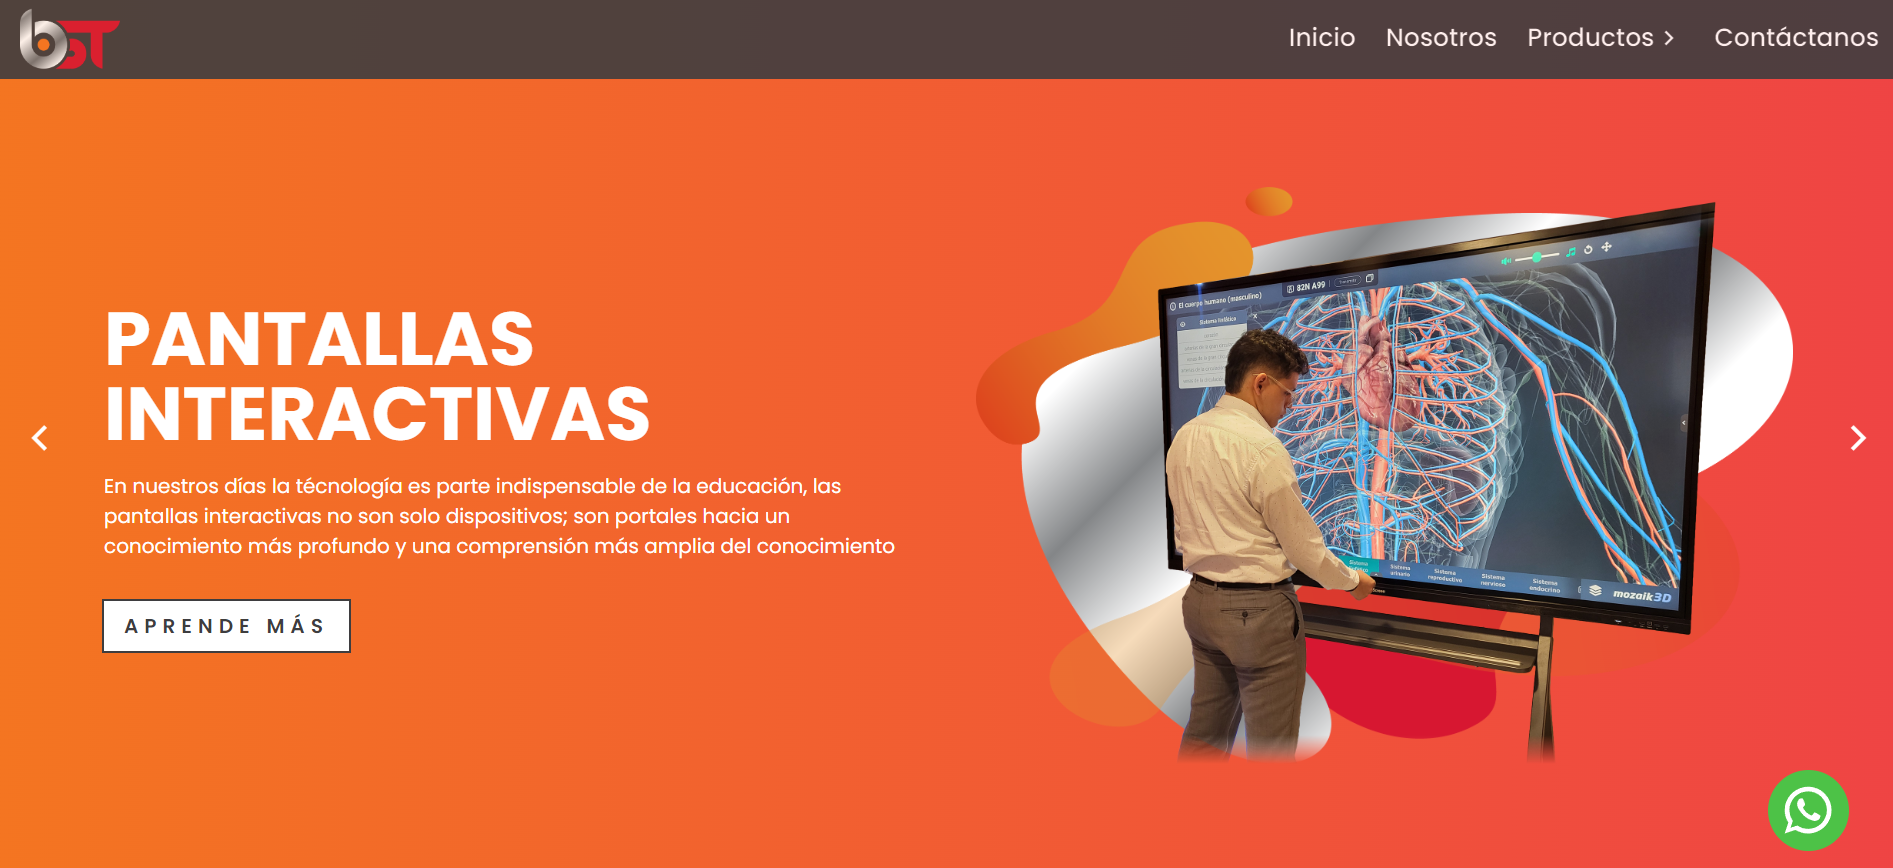 bST
Inicio
Nosotros
Productos
Contáctanos
PANTALLAS
INTERACTIVAS
En nuestros días la técnología es parte indispensable de la educación, las
pantallas interactivas no son solo dispositivos; son portales hacia un
conocimiento más profundo y una comprensión más amplia del conocimiento
APRENDE MÁS
El cuerpo humano (masculino)
82N A99
Sistema
urinario
Sistema
reproductivo
Sistema
nervioso
Sistema
endocrino
mozaik3D